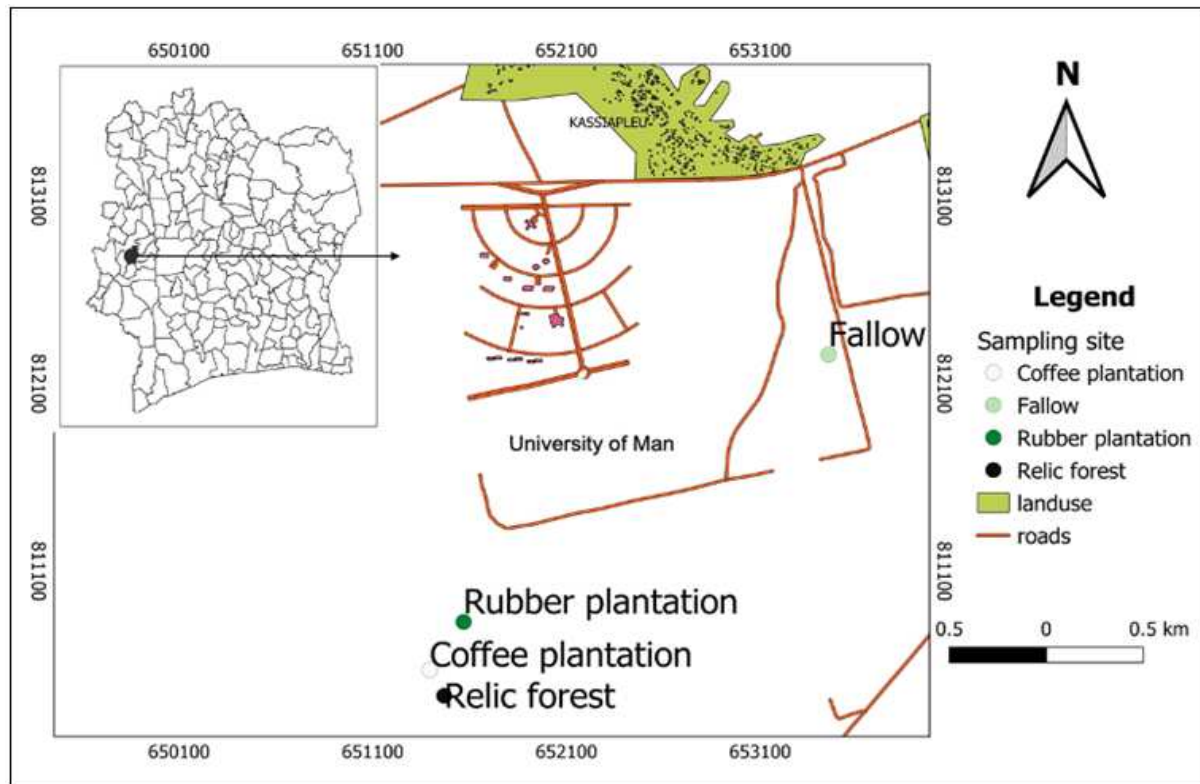 650100 651100 652100 653100
N
KASSIAPLEU
813100 813100
Legend
Sampling site
Fallow
Coffee plantation
812100 812100
Fallow
Rubber plantation
University of Man
Relic forest
landuse
roads
811100 811100
Rubber plantation
0.5 0 0.5 km
Coffee plantation
Relic forest
650100 651100 652100 653100